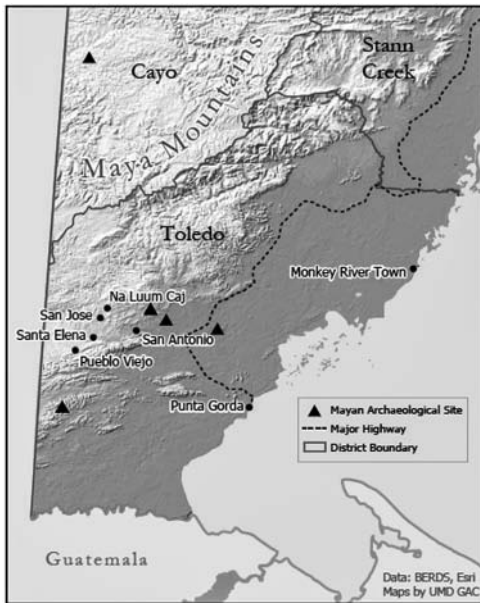 Stann
Creek
Cayo
Maya Mountains
Toledo
Monkey River Town
Na Luum Caj
San Jose
Santa Elena
San Antonio
Pueblo Viejo
Punta Gorda
Mayan Archaeological Site
Major Highway
District Boundary
Guatemala
Data: BERDS, Esri
Maps by UMD GAC